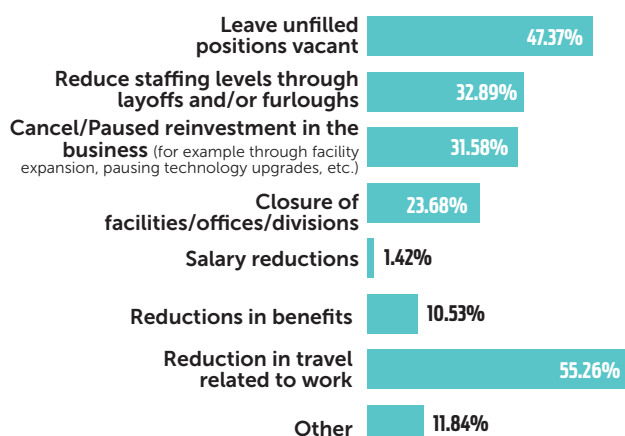 Leave unfilled
positions vacant
47.37%
Reduce staffing levels through
layoffs and/or furloughs
32.89%
Cancel/Paused reinvestment in the
business (for example through facility
expansion, pausing technology upgrades, etc.)
31.58%
Closure of
facilities/offices/divisions
23.68%
Salary reductions
1.42%
Reductions in benefits
10.53%
Reduction in travel
related to work
55.26%
Other
11.84%